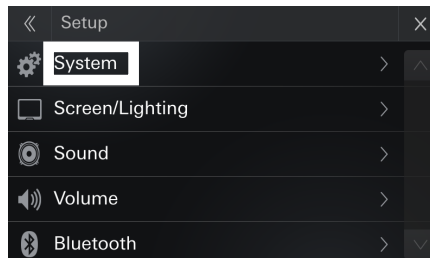 Setup
System
Screen/Lighting
Sound
Volume
Bluetooth